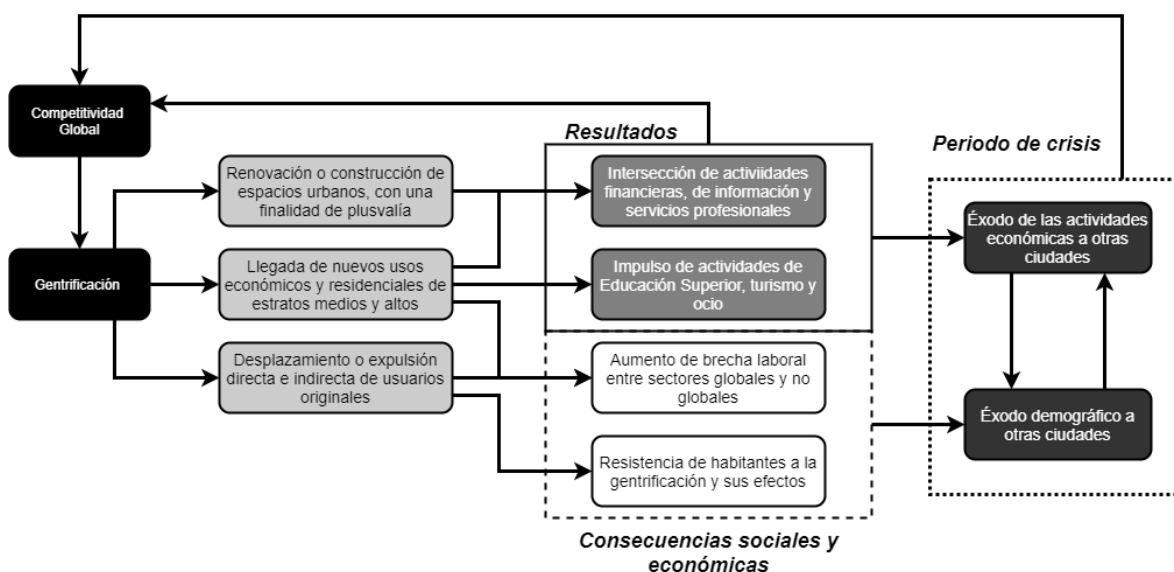 Competitividad
Global
Gentrificación
Renovación o construcción de
espacios urbanos, con una
finalidad de plusvalía
Llegada de nuevos usos
económicos y residenciales de
estratos medios y altos
Desplazamiento o expulsión
directa e indirecta de usuarios
originales
Resultados
Intersección de activiidades
financieras, de información y
servicios profesionales
Impulso de actividades de
Educación Superior, turismo y
ocio
Aumento de brecha laboral
entre sectores globales y no
globales
Resistencia de habitantes a la
gentrificación y sus efectos
Consecuencias sociales y
económicas
Periodo de crisis
Éxodo de las actividades
económicas a otras
ciudades
Éxodo demográfico a
otras ciudades